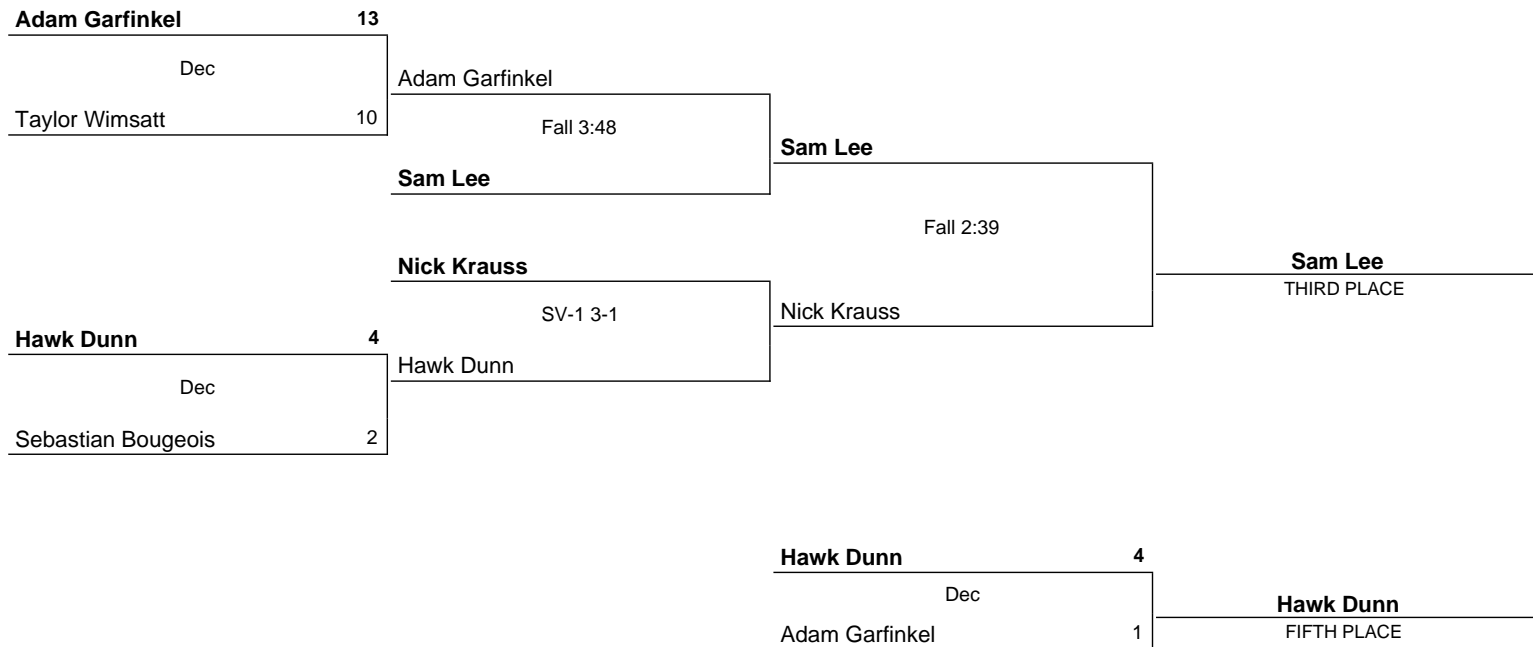 Adam Garfinkel 13
Dec
Taylor Wimsatt 10
Adam Garfinkel
Fall 3:48
Sam Lee
Sam Lee
Fall 2:39
Nick Krauss
SV-1 3-1
Nick Krauss
Sam Lee
THIRD PLACE
Hawk Dunn 4
Dec
Sebastian Bougeois 2
Hawk Dunn
Hawk Dunn 4
Dec
Adam Garfinkel 1
Hawk Dunn
FIFTH PLACE